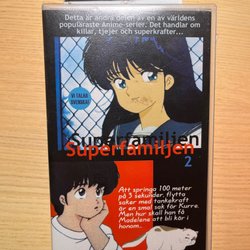 Detta är andra delen av en av världens
populäraste Anime-serier. Det handlar om
killar, tjejer och superkrafter...
VI TALAR
SVENSKA!
Superfamiljen
Superfamiljen
2
Att springa 100 meter
på 3 sekunder, flytta
saker med tankekraft
är en smal sak för Kurre.
Men hur skall han få
Madelene att bli kär i
honom..